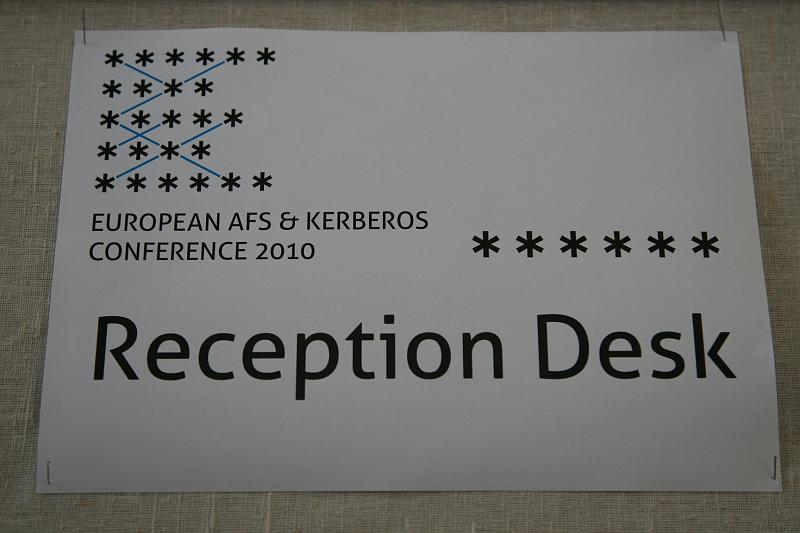 * * * * * *
* * * *
* * * * *
* * * *
* * * * * *
EUROPEAN AFS & KERBEROS
CONFERENCE 2010
* * * * * *
Reception Desk